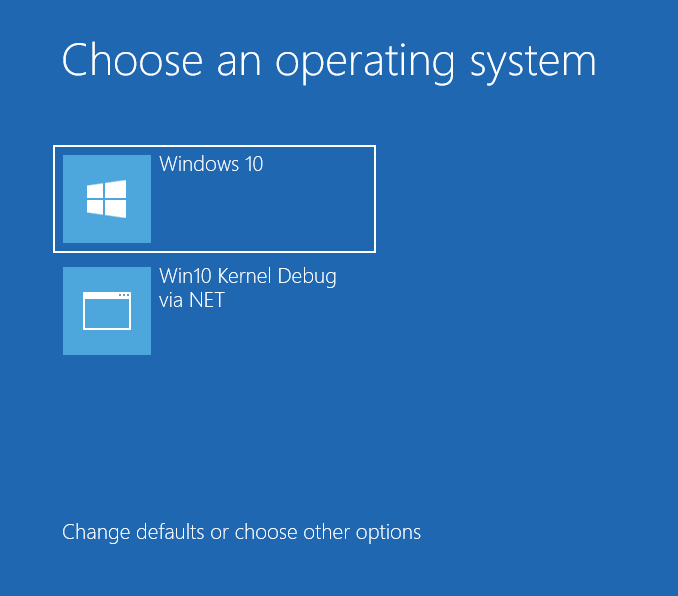 Choose an operating system
Windows 10
Win10 Kernel Debug
via NET
Change defaults or choose other options